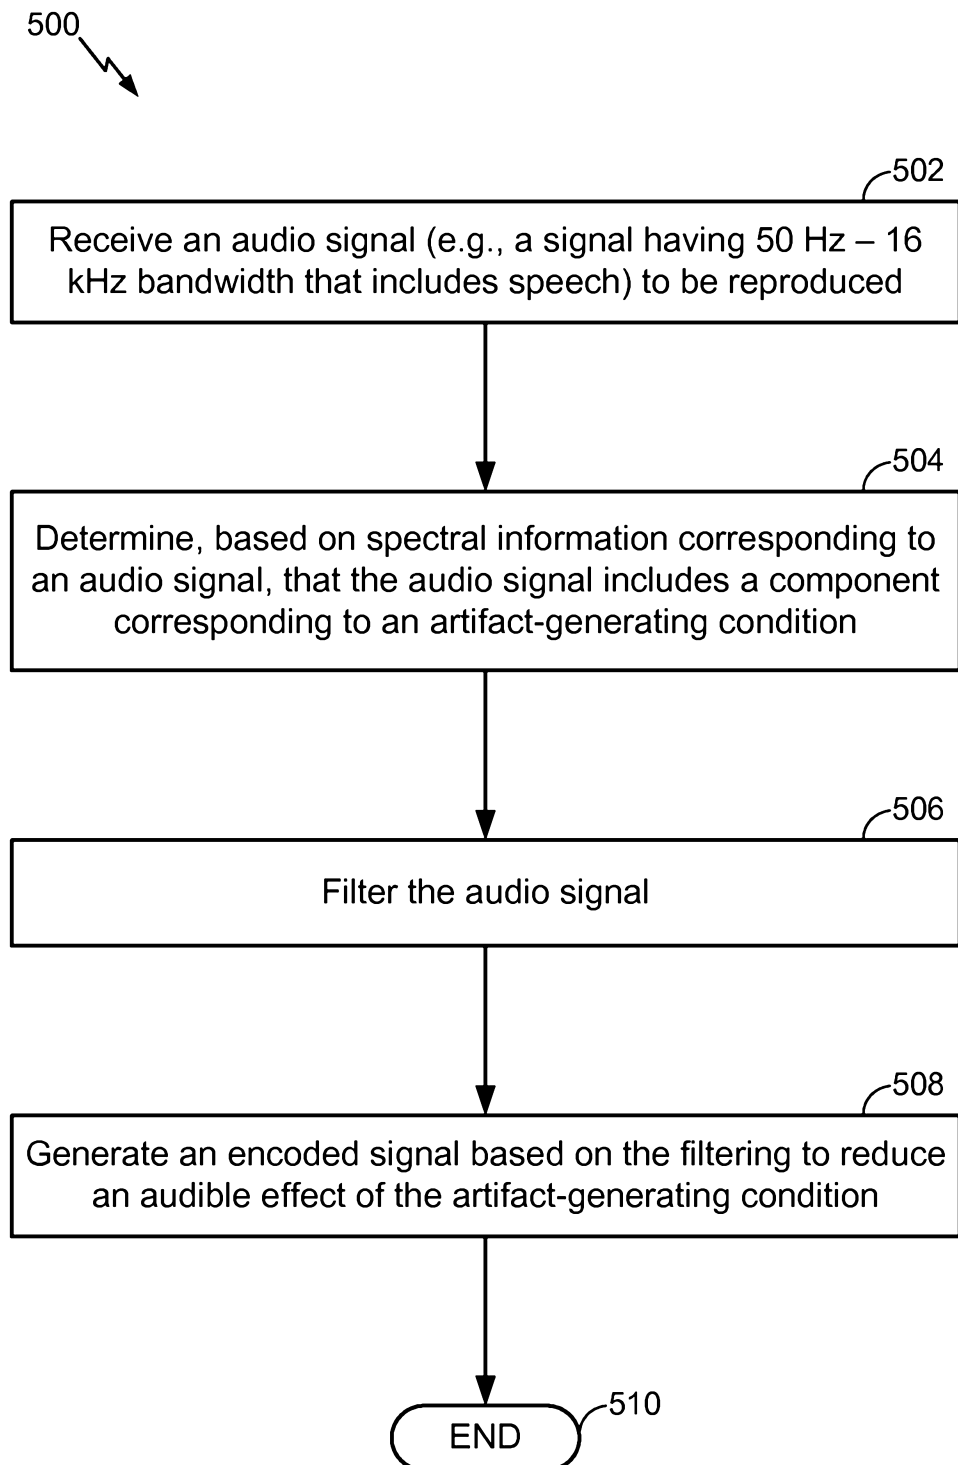 500
502
Receive an audio signal (e.g., a signal having 50 Hz – 16
kHz bandwidth that includes speech) to be reproduced
504
Determine, based on spectral information corresponding to
an audio signal, that the audio signal includes a component
corresponding to an artifact-generating condition
506
Filter the audio signal
508
Generate an encoded signal based on the filtering to reduce
an audible effect of the artifact-generating condition
510
END